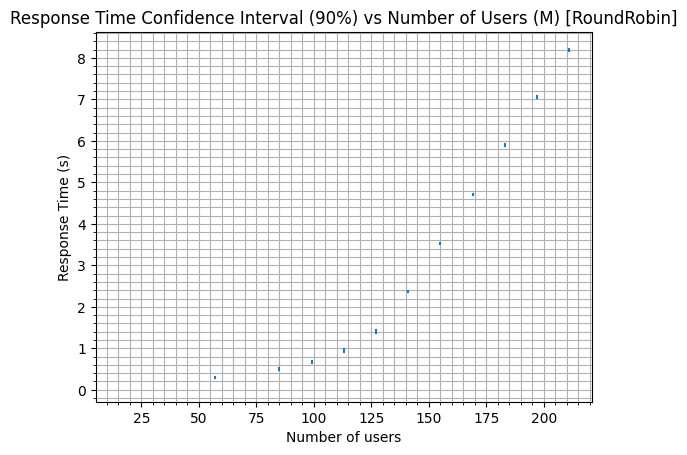 Response Time Confidence Interval (90%) vs Number of Users (M) [RoundRobin]
8
7
6
5
4
3
2
1
0
Response Time (s)
25 50 75 100 125 150 175 200
Number of users